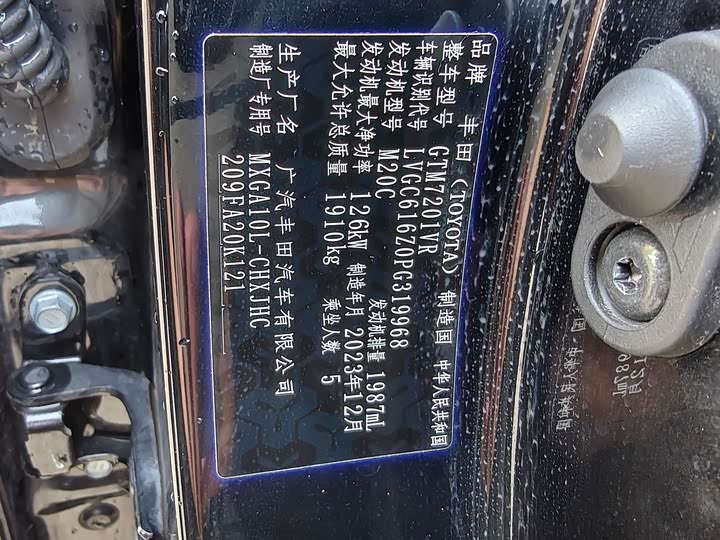 品牌 丰田（TOYOTA） 制造国 中华人民共和国
整车型号 GTM7201VR
车辆识别代号 LVGC616Z0PG319968
发动机型号 M20C 发动机排量 1987mL
发动机最大净功率 126kW 制造年月 2023年12月
最大允许总质量 1910kg 乘坐人数 5
生产厂名 广汽丰田汽车有限公司
制造厂专用号 MXGA10L-CHXJHC
209FA20K121